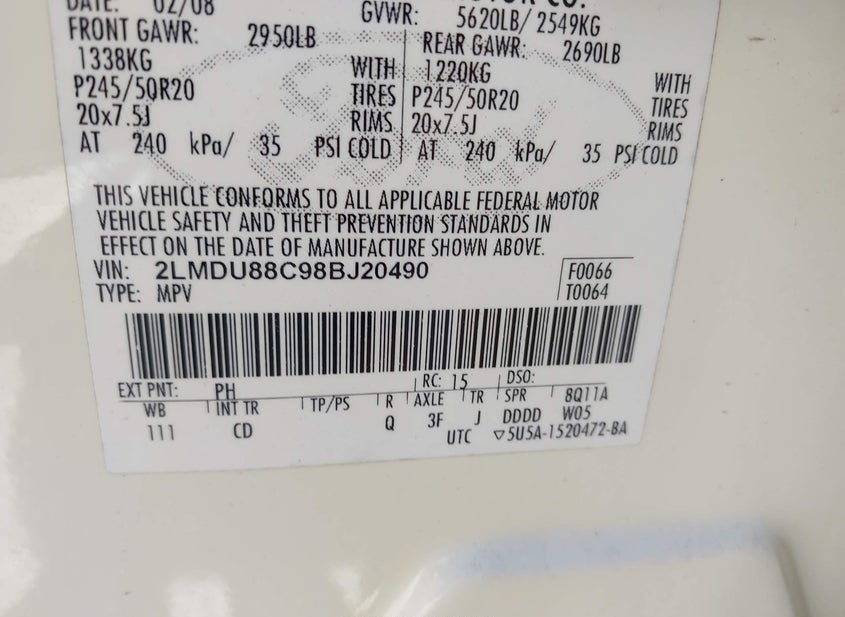 DATE: 02/08
MOTOR CO.
GVWR: 5620LB/ 2549KG
FRONT GAWR: 2950LB
REAR GAWR: 2690LB
1338KG WITH
1220KG WITH
P245/50R20 TIRES
P245/50R20 TIRES
20x7.5J RIMS
20x7.5J RIMS
AT 240 kPa/ 35 PSI COLD
AT 240 kPa/ 35 PSI COLD
THIS VEHICLE CONFORMS TO ALL APPLICABLE FEDERAL MOTOR
VEHICLE SAFETY AND THEFT PREVENTION STANDARDS IN
EFFECT ON THE DATE OF MANUFACTURE SHOWN ABOVE.
VIN: 2LMDU88C98BJ20490
F0066
TYPE: MPV
T0064
EXT PNT: PH RC: 15 DSO:
WB INT TR TP/PS R AXLE TR SPR 8Q11A
111 CD Q 3F J DDDD W05
UTC ▽5U5A-1520472-BA